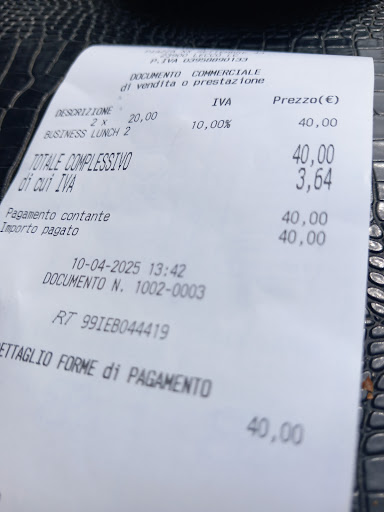 P.IVA 03950090133
DOCUMENTO COMMERCIALE
di vendita o prestazione
DESCRIZIONE IVA Prezzo(€)
2 x 20,00
BUSINESS LUNCH 2 10,00% 40,00
TOTALE COMPLESSIVO 40,00
di cui IVA 3,64
Pagamento contante 40,00
Importo pagato 40,00
10-04-2025 13:42
DOCUMENTO N. 1002-0003
RT 99IEB044419
ETTAGLIO FORME di PAGAMENTO
40,00